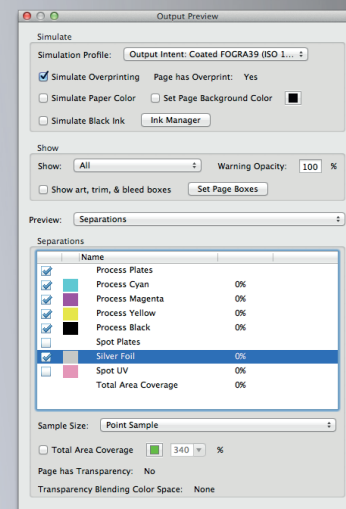 Output Preview
Simulate
Simulation Profile: Output Intent: Coated FOGRA39 (ISO 1...
Simulate Overprinting Page has Overprint: Yes
Simulate Paper Color Set Page Background Color
Simulate Black Ink Ink Manager
Show
Show: All Warning Opacity: 100 %
Show art, trim, & bleed boxes Set Page Boxes
Preview: Separations
Separations
Name
Process Plates
Process Cyan 0%
Process Magenta 0%
Process Yellow 0%
Process Black 0%
Spot Plates
Silver Foil 0%
Spot UV 0%
Total Area Coverage 0%
Sample Size: Point Sample
Total Area Coverage 340 %
Page has Transparency: No
Transparency Blending Color Space: None